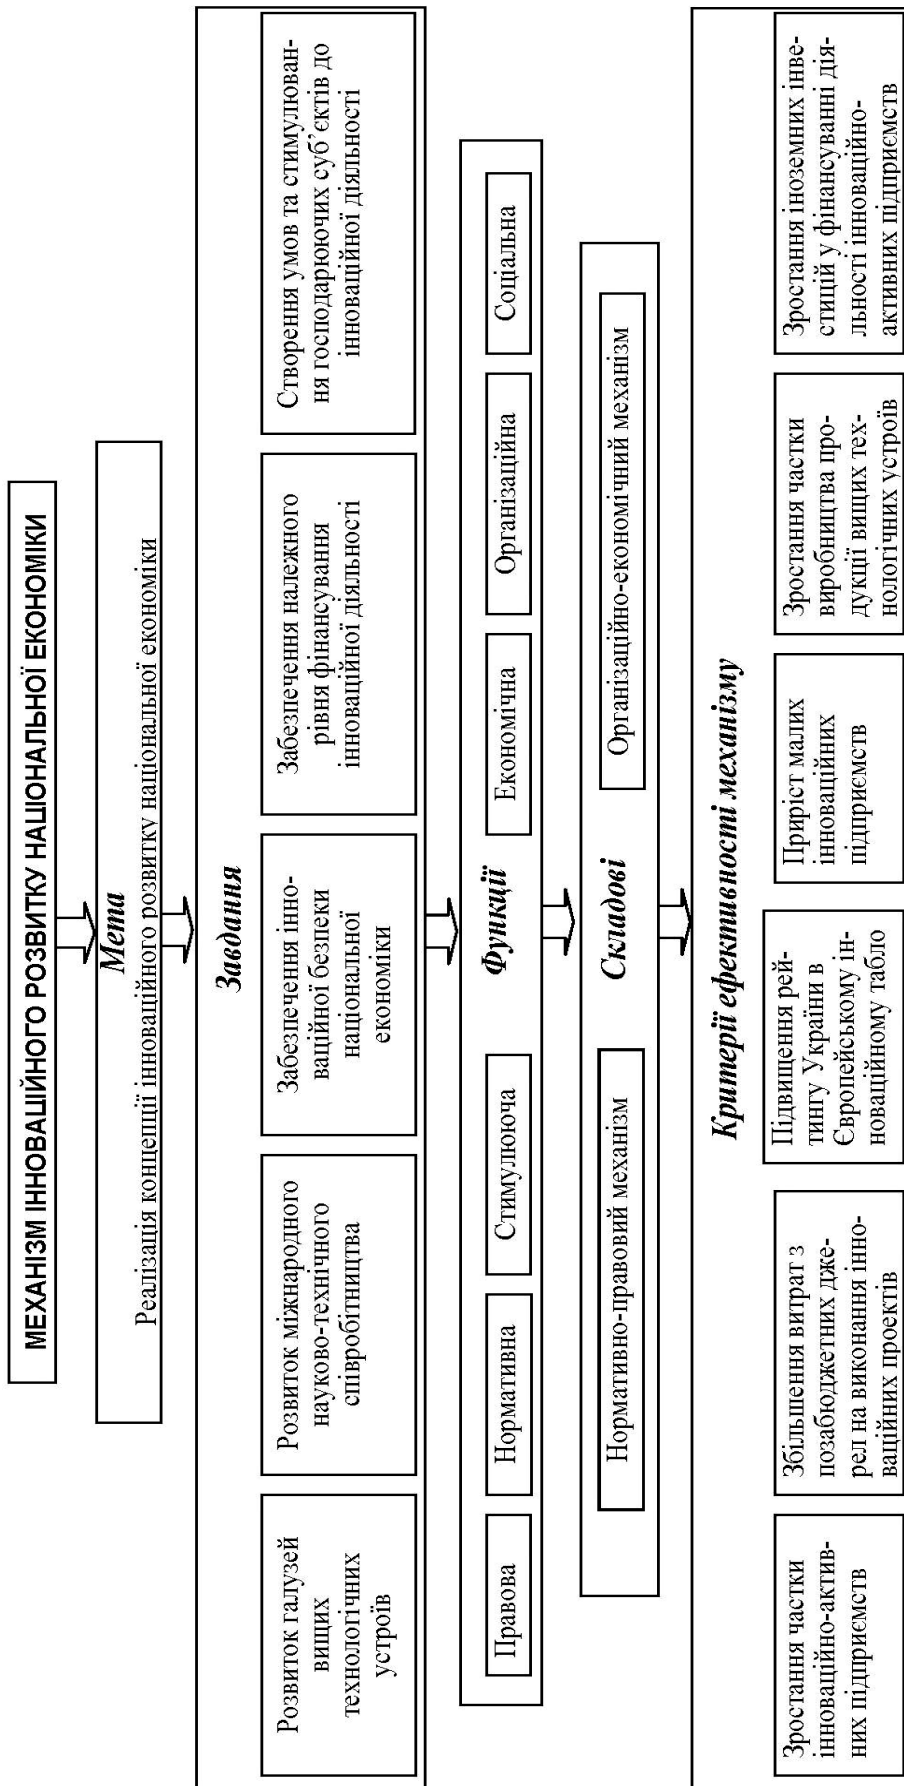 МЕХАНІЗМ ІННОВАЦІЙНОГО РОЗВИТКУ НАЦІОНАЛЬНОЇ ЕКОНОМІКИ
Мета
Реалізація концепції інноваційного розвитку національної економіки
Завдання
Розвиток галузей
вищих
технологічних
устроїв
Розвиток міжнародного
науково-технічного
співробітництва
Забезпечення інно-
ваційної безпеки
національної
економіки
Забезпечення належного
рівня фінансування
інноваційної діяльності
Створення умов та стимулюван-
ня господарюючих суб’єктів до
інноваційної діяльності
Функції
Правова
Нормативна
Стимулююча
Економічна
Організаційна
Соціальна
Складові
Нормативно-правовий механізм
Організаційно-економічний механізм
Критерії ефективності механізму
Зростання частки
інноваційно-актив-
них підприємств
Збільшення витрат з
позабюджетних дже-
рел на виконання інно-
ваційних проектів
Підвищення рей-
тингу України в
Європейському ін-
новаційному табло
Приріст малих
інноваційних
підприємств
Зростання частки
виробництва про-
дукції вищих тех-
нологічних устроїв
Зростання іноземних інве-
стицій у фінансуванні дія-
льності інноваційно-
активних підприємств